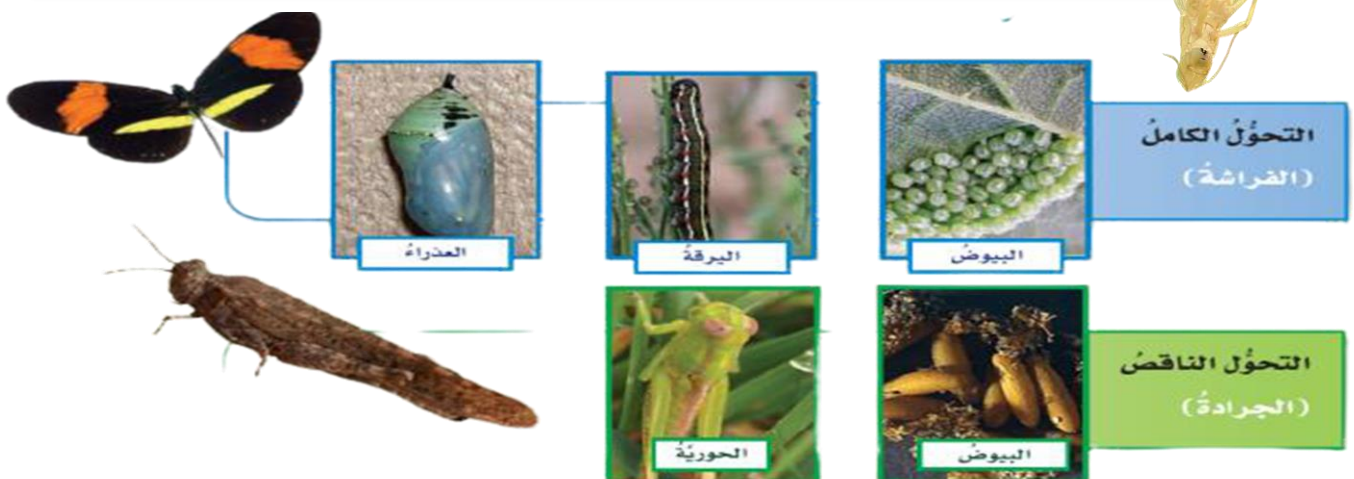 التحوُّلُ الكاملُ
(الفراشةُ)
البيوضُ
اليرقةُ
العذراءُ
التحوُّل الناقصُ
(الجرادةُ)
البيوضُ
الحوريّةُ